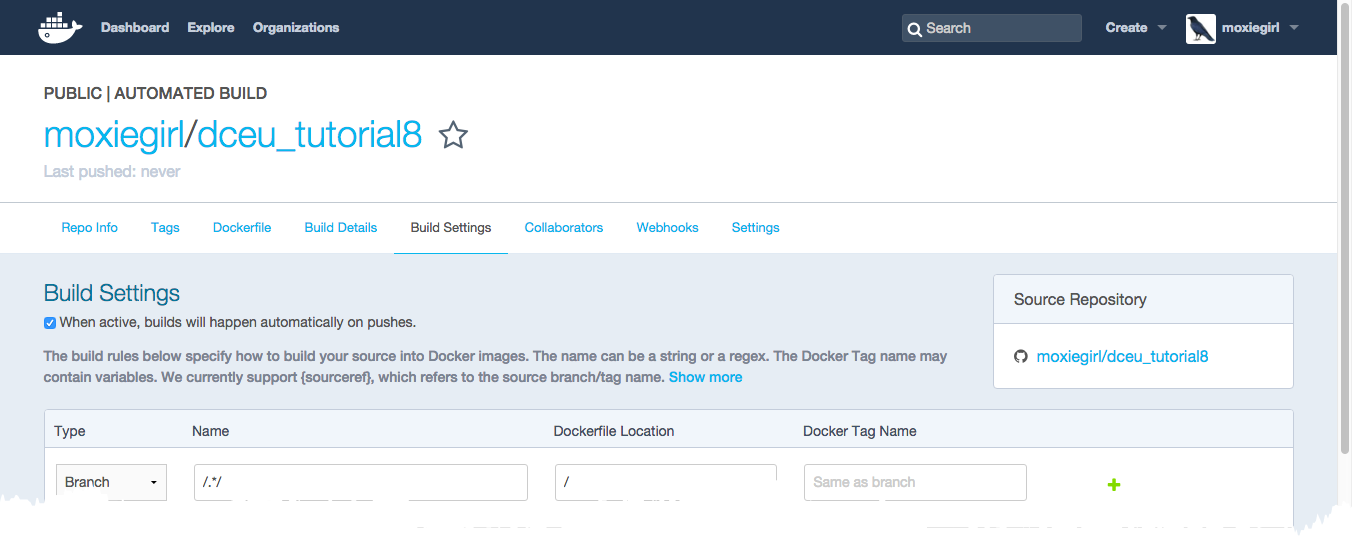 Dashboard Explore Organizations Search Create moxiegirl
PUBLIC | AUTOMATED BUILD
moxiegirl/dceu_tutorial8
Last pushed: never
Repo Info Tags Dockerfile Build Details Build Settings Collaborators Webhooks Settings
Build Settings
When active, builds will happen automatically on pushes.
The build rules below specify how to build your source into Docker images. The name can be a string or a regex. The Docker Tag name may
contain variables. We currently support {sourceref}, which refers to the source branch/tag name. Show more
Source Repository
moxiegirl/dceu_tutorial8
Type Name Dockerfile Location Docker Tag Name
Branch /.*/ / Same as branch